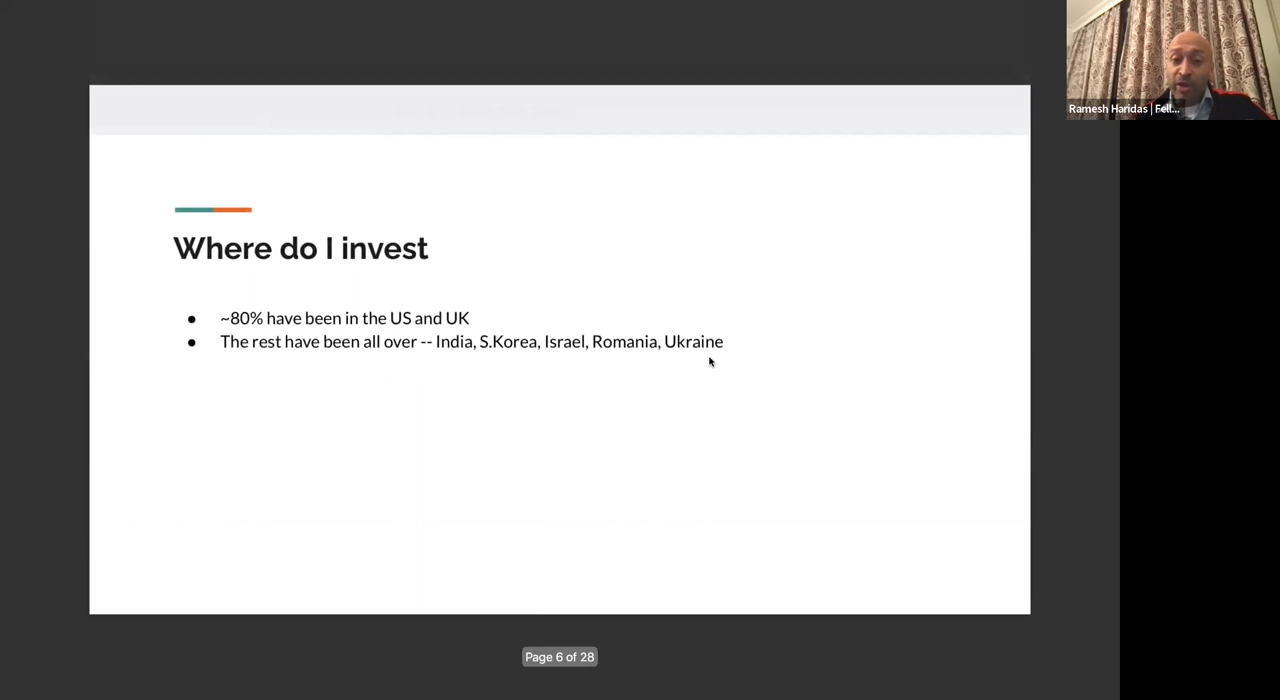 Ramesh Haridas | Fell...
Where do I invest
● ~80% have been in the US and UK
● The rest have been all over -- India, S.Korea, Israel, Romania, Ukraine
Page 6 of 28